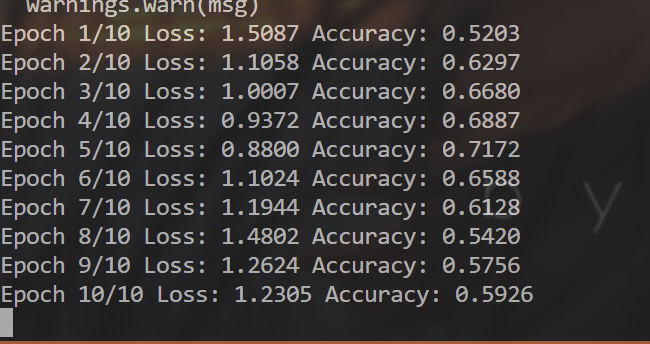 warnings.warn(msg)
Epoch 1/10 Loss: 1.5087 Accuracy: 0.5203
Epoch 2/10 Loss: 1.1058 Accuracy: 0.6297
Epoch 3/10 Loss: 1.0007 Accuracy: 0.6680
Epoch 4/10 Loss: 0.9372 Accuracy: 0.6887
Epoch 5/10 Loss: 0.8800 Accuracy: 0.7172
Epoch 6/10 Loss: 1.1024 Accuracy: 0.6588
Epoch 7/10 Loss: 1.1944 Accuracy: 0.6128
Epoch 8/10 Loss: 1.4802 Accuracy: 0.5420
Epoch 9/10 Loss: 1.2624 Accuracy: 0.5756
Epoch 10/10 Loss: 1.2305 Accuracy: 0.5926